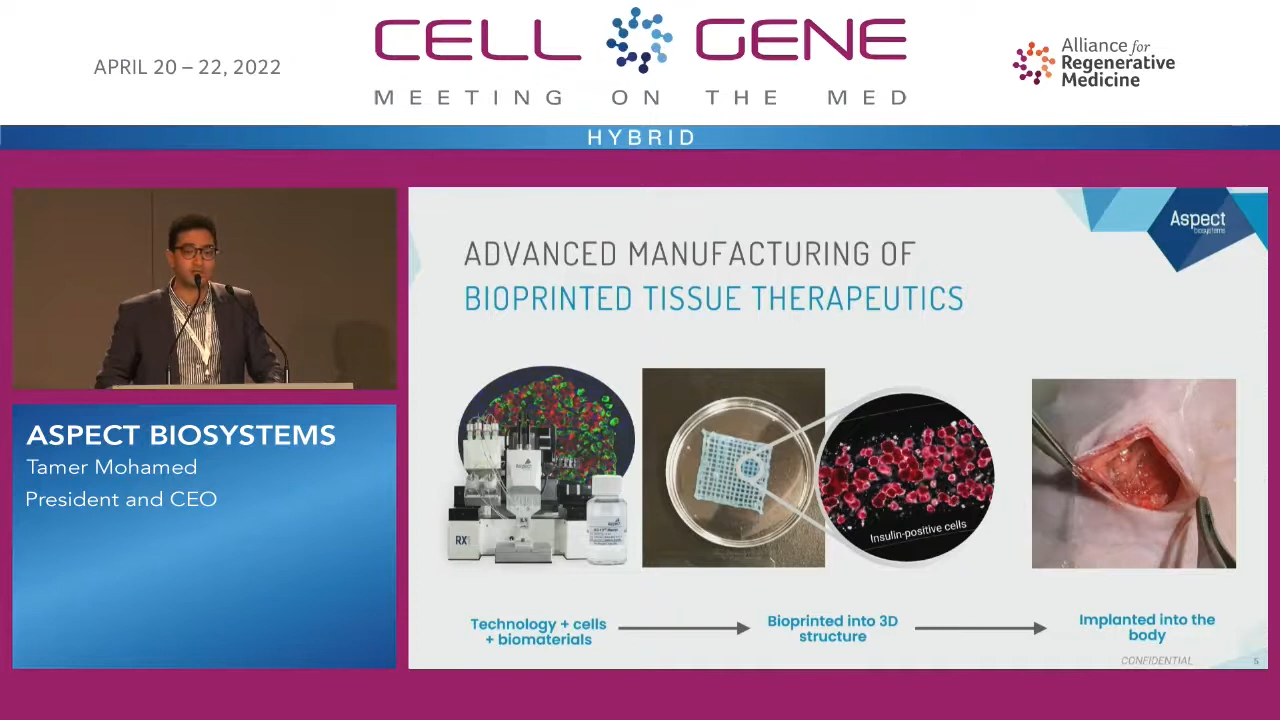 APRIL 20 – 22, 2022
CELL GENE
MEETING ON THE MED
Alliance for
Regenerative
Medicine
HYBRID
ASPECT BIOSYSTEMS
Tamer Mohamed
President and CEO
Aspect
biosystems
ADVANCED MANUFACTURING OF
BIOPRINTED TISSUE THERAPEUTICS
RX1
Insulin-positive cells
Technology + cells
+ biomaterials
Bioprinted into 3D
structure
Implanted into the
body
CONFIDENTIAL
5